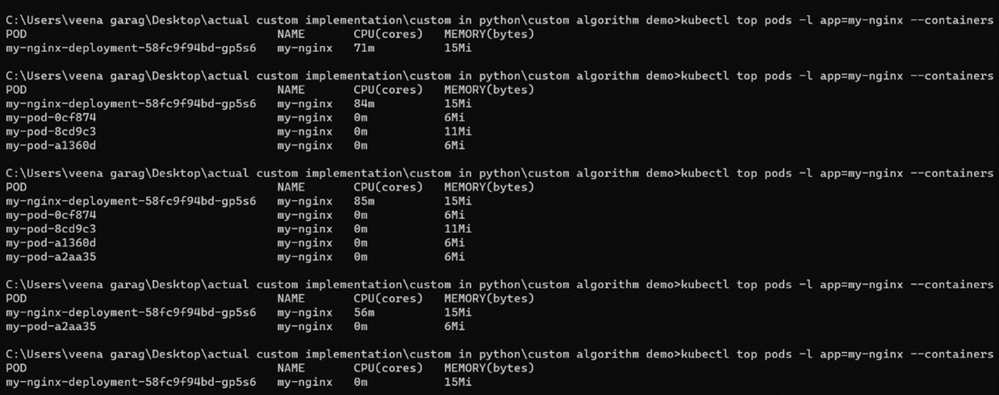 C:\Users\veena garag\Desktop\actual custom implementation\custom in python\custom algorithm demo>kubectl top pods -l app=my-nginx --containers
POD NAME CPU(cores) MEMORY(bytes)
my-nginx-deployment-58fc9f94bd-gp5s6 my-nginx 71m 15Mi
C:\Users\veena garag\Desktop\actual custom implementation\custom in python\custom algorithm demo>kubectl top pods -l app=my-nginx --containers
POD NAME CPU(cores) MEMORY(bytes)
my-nginx-deployment-58fc9f94bd-gp5s6 my-nginx 84m 15Mi
my-pod-0cf874 my-nginx 0m 6Mi
my-pod-8cd9c3 my-nginx 0m 11Mi
my-pod-a1360d my-nginx 0m 6Mi
C:\Users\veena garag\Desktop\actual custom implementation\custom in python\custom algorithm demo>kubectl top pods -l app=my-nginx --containers
POD NAME CPU(cores) MEMORY(bytes)
my-nginx-deployment-58fc9f94bd-gp5s6 my-nginx 85m 15Mi
my-pod-0cf874 my-nginx 0m 6Mi
my-pod-8cd9c3 my-nginx 0m 11Mi
my-pod-a1360d my-nginx 0m 6Mi
my-pod-a2aa35 my-nginx 0m 6Mi
C:\Users\veena garag\Desktop\actual custom implementation\custom in python\custom algorithm demo>kubectl top pods -l app=my-nginx --containers
POD NAME CPU(cores) MEMORY(bytes)
my-nginx-deployment-58fc9f94bd-gp5s6 my-nginx 56m 15Mi
my-pod-a2aa35 my-nginx 0m 6Mi
C:\Users\veena garag\Desktop\actual custom implementation\custom in python\custom algorithm demo>kubectl top pods -l app=my-nginx --containers
POD NAME CPU(cores) MEMORY(bytes)
my-nginx-deployment-58fc9f94bd-gp5s6 my-nginx 0m 15Mi